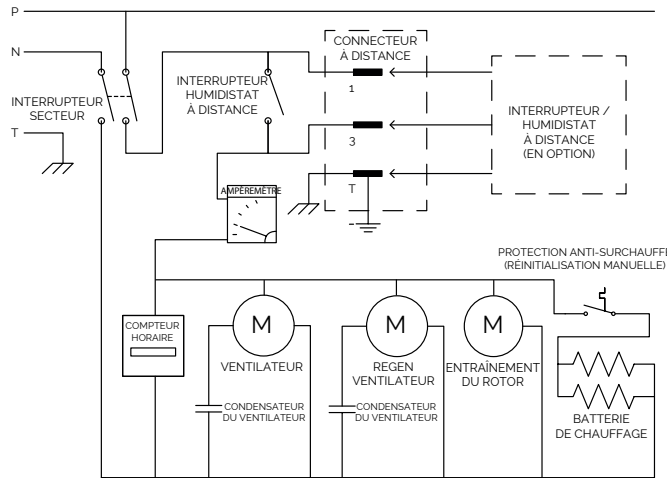 P
N
INTERRUPTEUR
SECTEUR
T
INTERRUPTEUR
HUMIDISTAT
À DISTANCE
CONNECTEUR
À DISTANCE
1
3
T
INTERRUPTEUR /
HUMIDISTAT
À DISTANCE
(EN OPTION)
AMPÈREMÈTRE
PROTECTION ANTI-SURCHAUFFE
(RÉINITIALISATION MANUELLE)
COMPTEUR
HORAIRE
M
VENTILATEUR
M
REGEN
VENTILATEUR
M
ENTRAÎNEMENT
DU ROTOR
CONDENSATEUR
DU VENTILATEUR
CONDENSATEUR
DU VENTILATEUR
BATTERIE
DE CHAUFFAGE